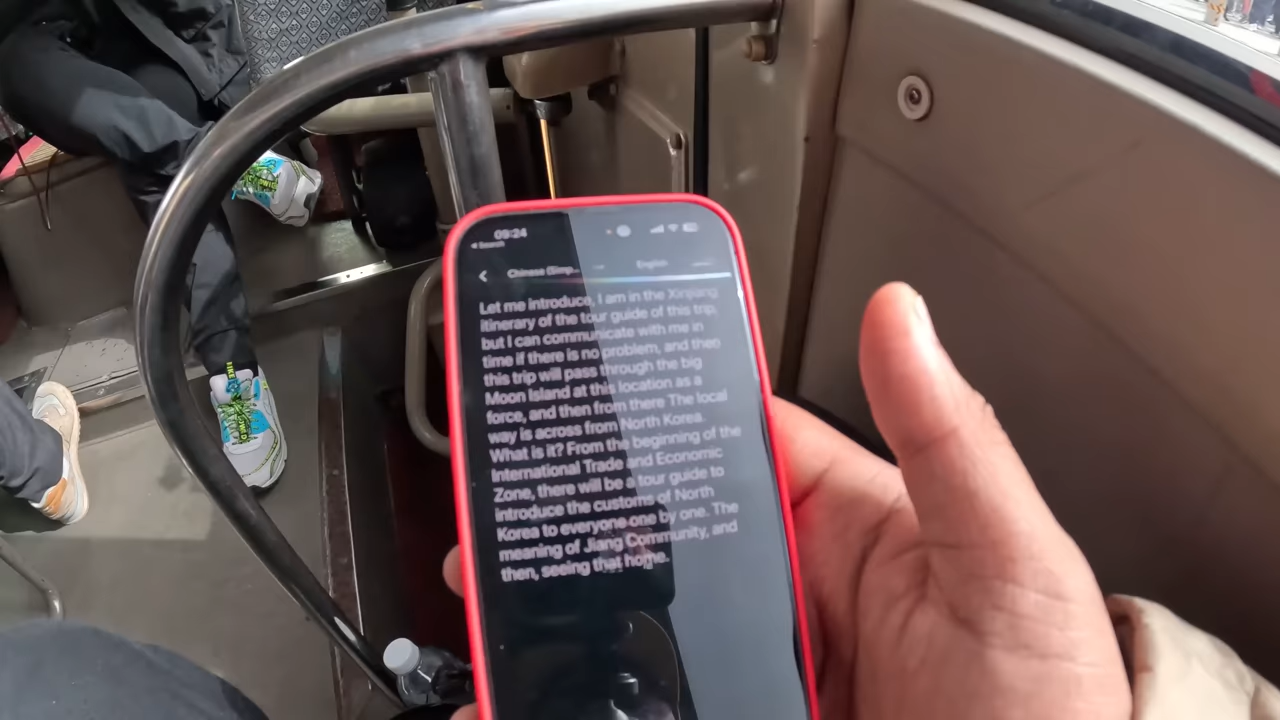 09:24
Search
Chinese (Simp...
English
Let me introduce, I am in the Xinjiang
itinerary of the tour guide of this trip,
but I can communicate with me in
time if there is no problem, and then
this trip will pass through the big
Moon Island at this location as a
force, and then from there The local
way is across from North Korea.
What is it? From the beginning of the
International Trade and Economic
Zone, there will be a tour guide to
introduce the customs of North
Korea to everyone one by one. The
meaning of Jiang Community, and
then, seeing that home.